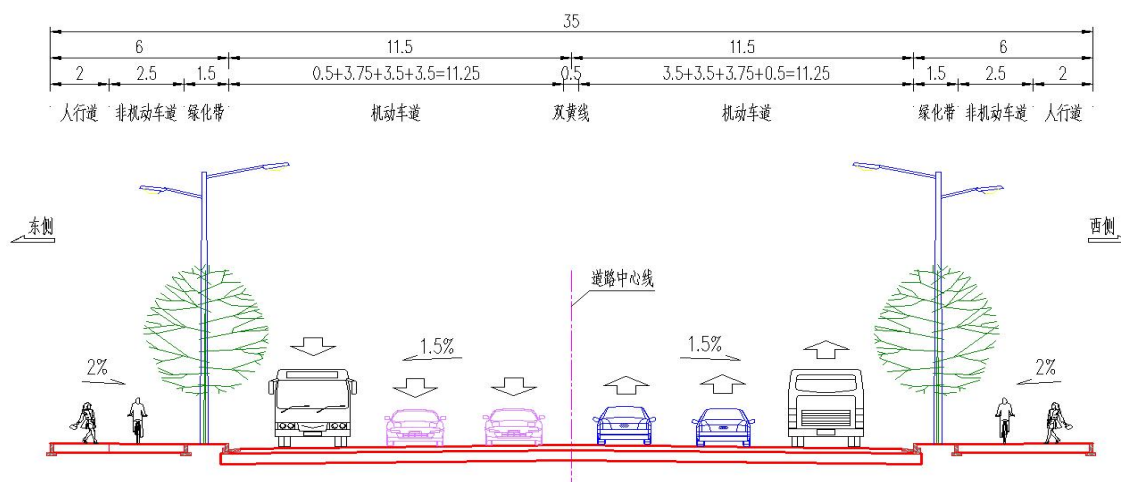 35
6 11.5 11.5 6
2 2.5 1.5 0.5+3.75+3.5+3.5=11.25 0.5 3.5+3.5+3.75+0.5=11.25 1.5 2.5 2
人行道 非机动车道 绿化带 机动车道 双黄线 机动车道 绿化带 非机动车道 人行道
东侧 西侧
道路中心线
1.5% 1.5%
2% 2%